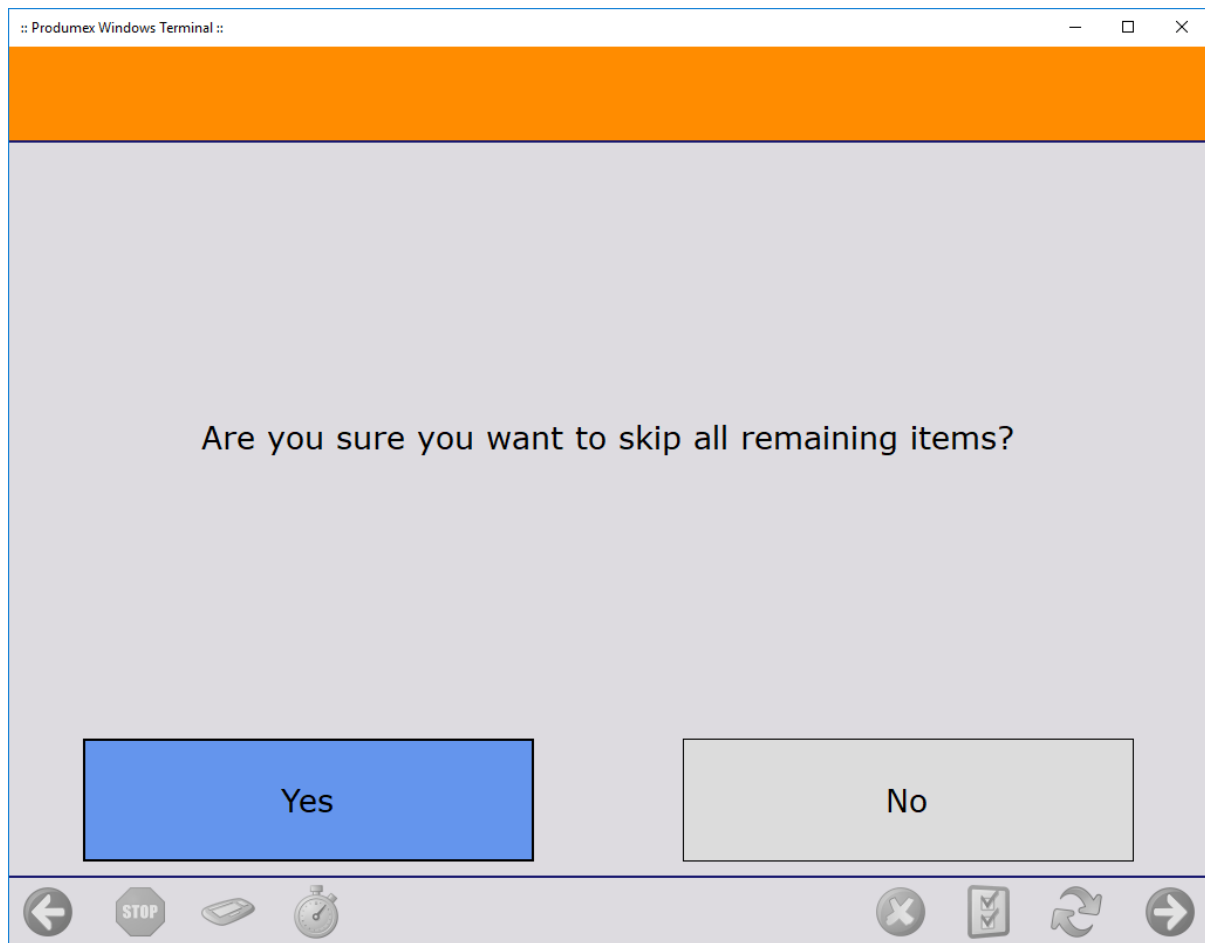 :: Produmex Windows Terminal ::
Are you sure you want to skip all remaining items?
Yes
No
STOP